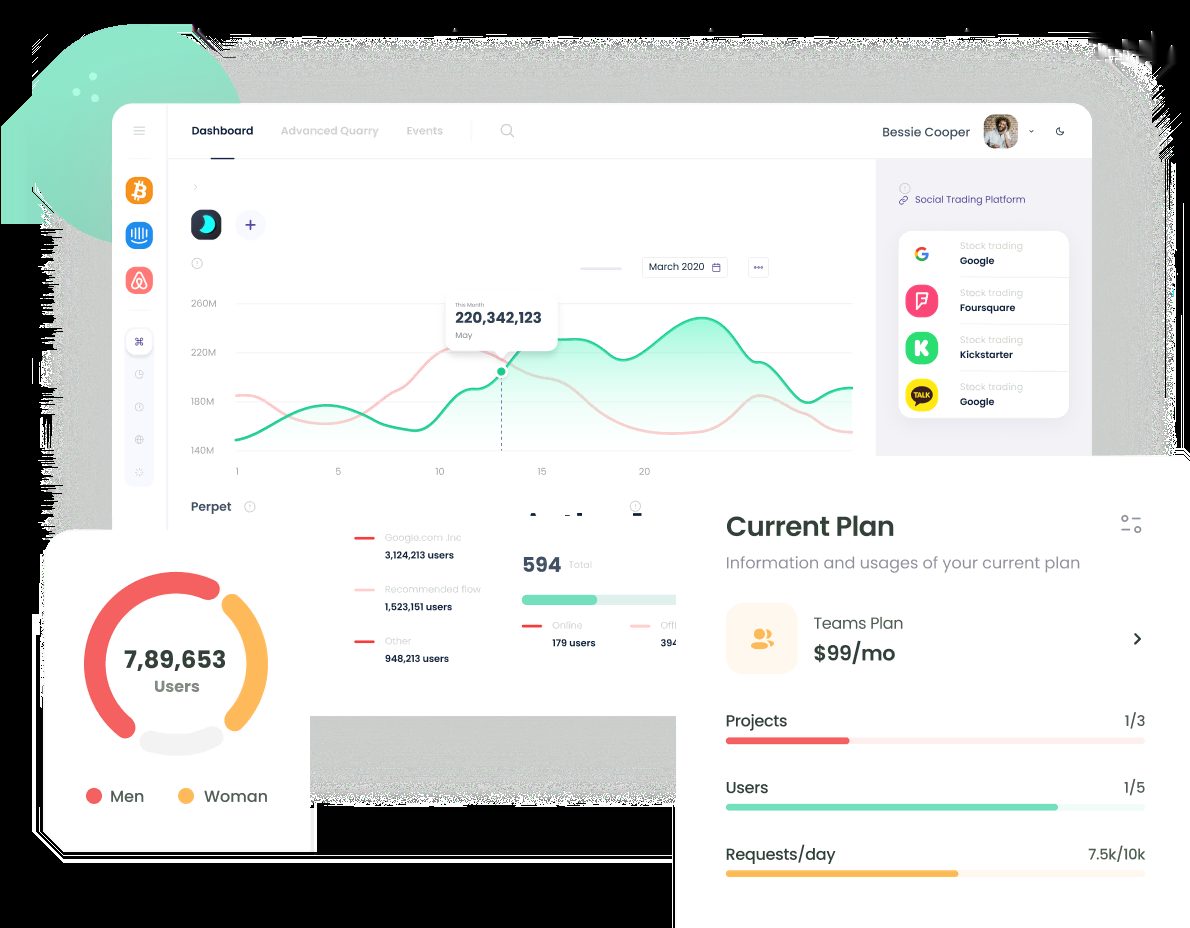 Dashboard
Advanced Quarry
Events
Bessie Cooper
Social Trading Platform
Stock trading
Google
Stock trading
Foursquare
Stock trading
Kickstarter
TALK
Stock trading
Google
March 2020
260M
220M
180M
140M
This Month
220,342,123
May
1
5
10
15
20
Perpet
Google.com .Inc
3,124,213 users
Recommended flow
1,523,151 users
Other
948,213 users
594 Total
Online
179 users
Offl
394
7,89,653
Users
Men
Woman
Current Plan
Information and usages of your current plan
Teams Plan
$99/mo
Projects 1/3
Users 1/5
Requests/day 7.5k/10k